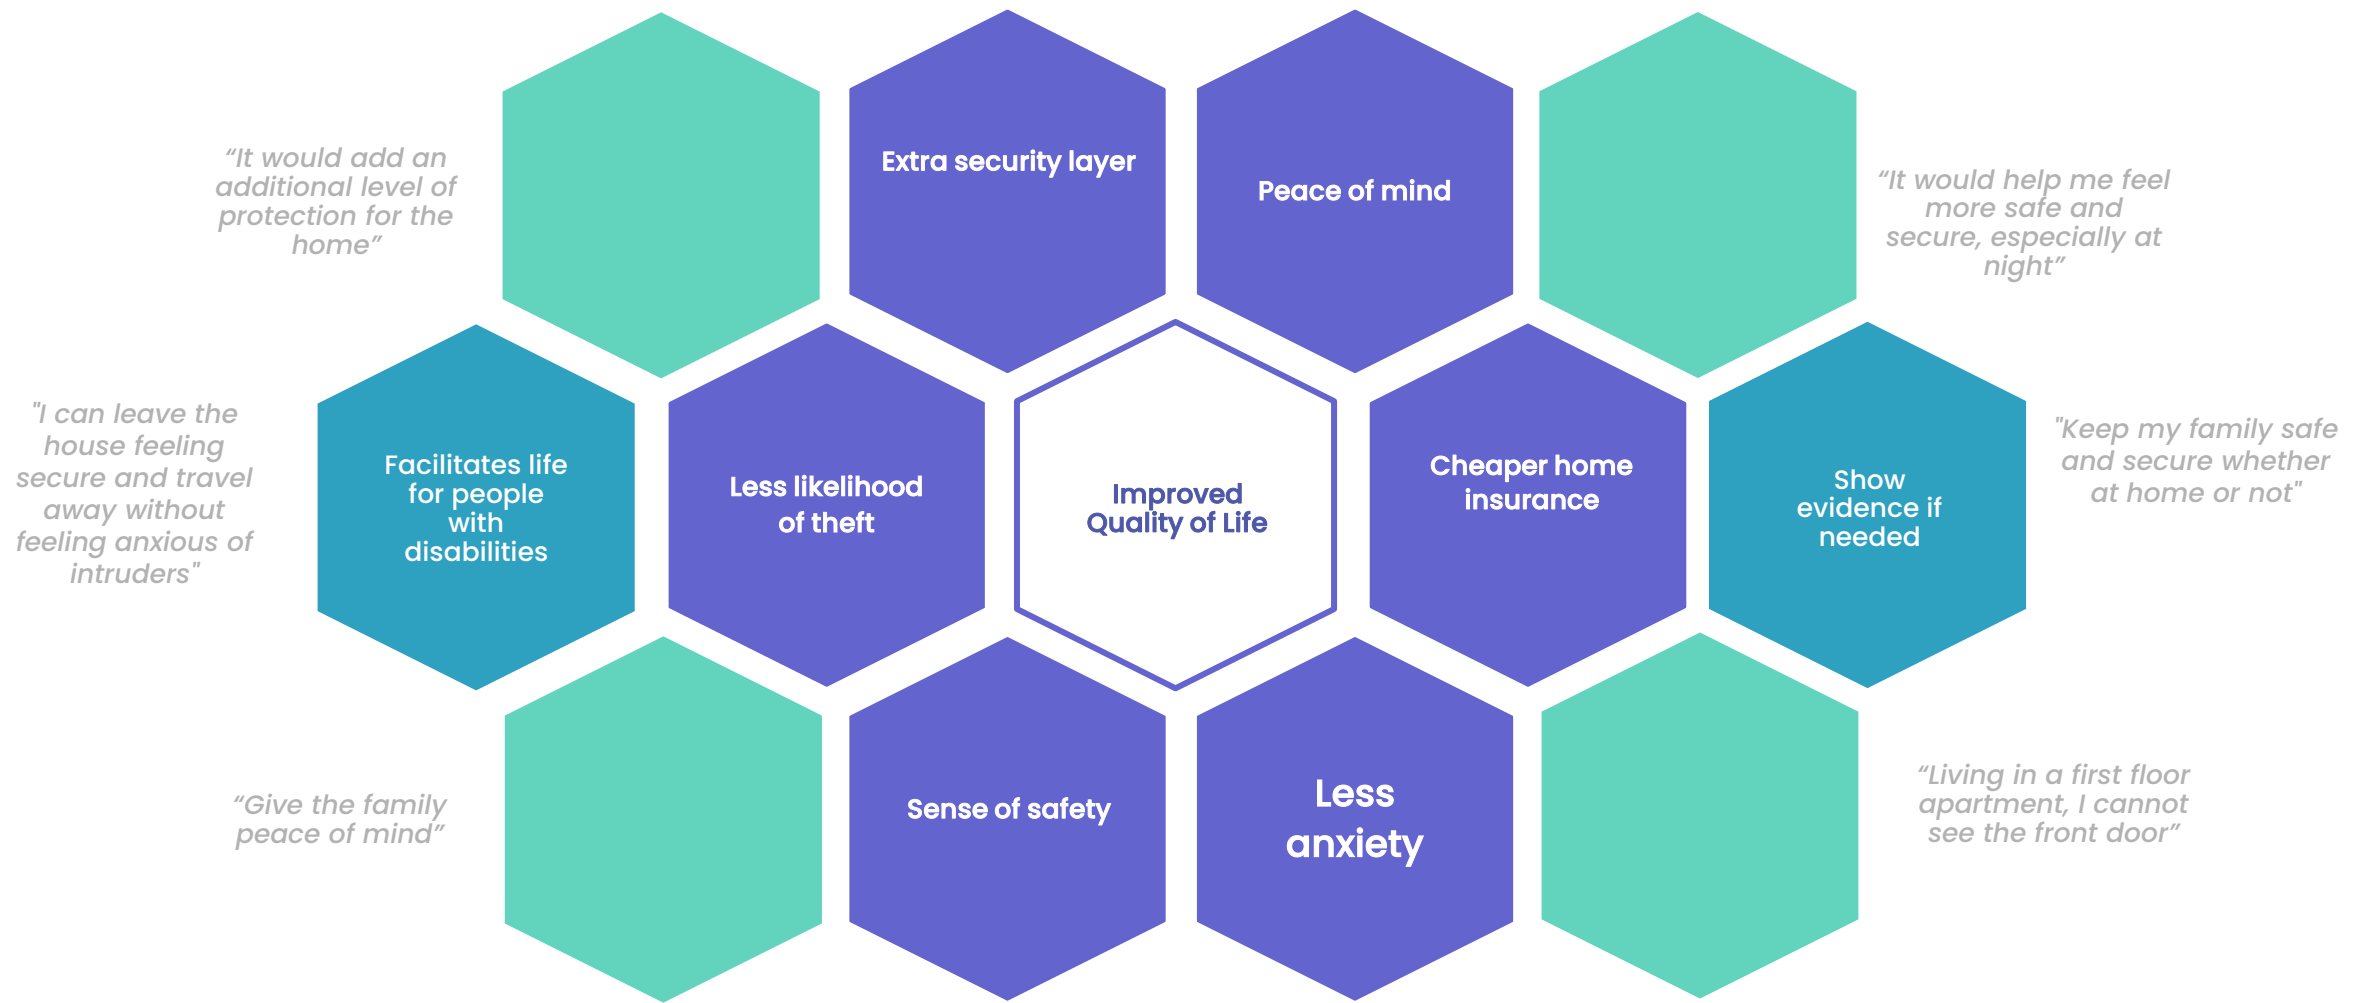 “It would add an
additional level of
protection for the
home”
Extra security layer
Peace of mind
“It would help me feel
more safe and
secure, especially at
night”
"I can leave the
house feeling
secure and travel
away without
feeling anxious of
intruders"
Facilitates life
for people
with
disabilities
Less likelihood
of theft
Improved
Quality of Life
Cheaper home
insurance
Show
evidence if
needed
"Keep my family safe
and secure whether
at home or not"
“Give the family
peace of mind”
Sense of safety
Less
anxiety
“Living in a first floor
apartment, I cannot
see the front door”